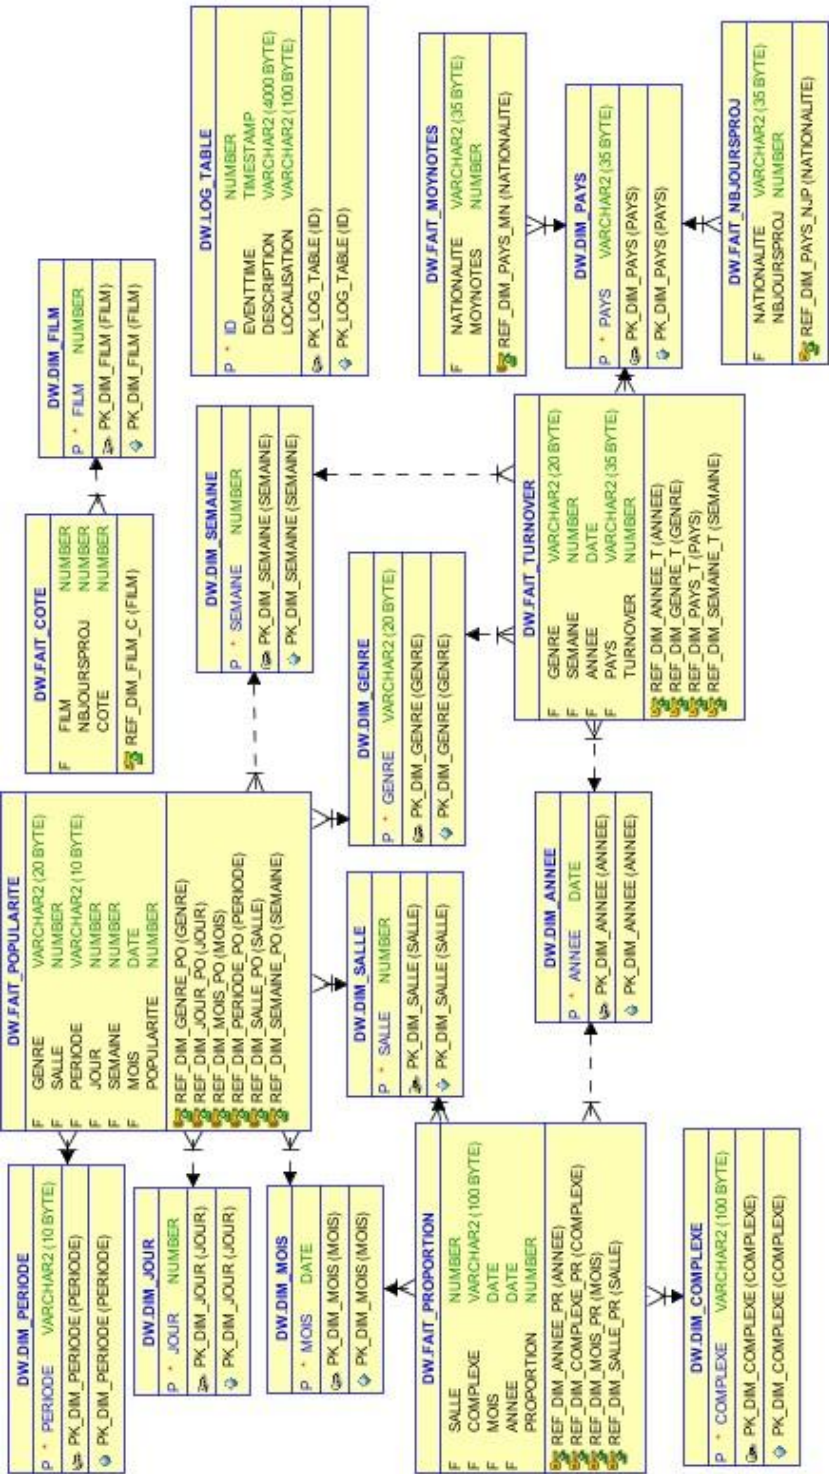 DW.DIM_PERIODE
P * PERIODE VARCHAR2 (10 BYTE)
PK_DIM_PERIODE (PERIODE)
PK_DIM_PERIODE (PERIODE)
DW.DIM_JOUR
P * JOUR NUMBER
PK_DIM_JOUR (JOUR)
PK_DIM_JOUR (JOUR)
DW.DIM_MOIS
P * MOIS DATE
PK_DIM_MOIS (MOIS)
PK_DIM_MOIS (MOIS)
DW.FAIT_PROPORTION
F SALLE NUMBER
F COMPLEXE VARCHAR2 (100 BYTE)
F MOIS DATE
F ANNEE DATE
PROPORTION NUMBER
REF_DIM_ANNEE_PR (ANNEE)
REF_DIM_COMPLEXE_PR (COMPLEXE)
REF_DIM_MOIS_PR (MOIS)
REF_DIM_SALLE_PR (SALLE)
DW.DIM_COMPLEXE
P * COMPLEXE VARCHAR2 (100 BYTE)
PK_DIM_COMPLEXE (COMPLEXE)
PK_DIM_COMPLEXE (COMPLEXE)
DW.FAIT_POPULARITE
F GENRE VARCHAR2 (20 BYTE)
F SALLE NUMBER
F PERIODE VARCHAR2 (10 BYTE)
F JOUR NUMBER
F SEMAINE NUMBER
F MOIS DATE
POPULARITE NUMBER
REF_DIM_GENRE_PO (GENRE)
REF_DIM_JOUR_PO (JOUR)
REF_DIM_MOIS_PO (MOIS)
REF_DIM_PERIODE_PO (PERIODE)
REF_DIM_SALLE_PO (SALLE)
REF_DIM_SEMAINE_PO (SEMAINE)
DW.DIM_SALLE
P * SALLE NUMBER
PK_DIM_SALLE (SALLE)
PK_DIM_SALLE (SALLE)
DW.DIM_ANNEE
P * ANNEE DATE
PK_DIM_ANNEE (ANNEE)
PK_DIM_ANNEE (ANNEE)
DW.FAIT_COTE
F FILM NUMBER
NBJOURSPROJ NUMBER
COTE NUMBER
REF_DIM_FILM_C (FILM)
DW.DIM_FILM
P * FILM NUMBER
PK_DIM_FILM (FILM)
PK_DIM_FILM (FILM)
DW.DIM_SEMAINE
P * SEMAINE NUMBER
PK_DIM_SEMAINE (SEMAINE)
PK_DIM_SEMAINE (SEMAINE)
DW.DIM_GENRE
P * GENRE VARCHAR2 (20 BYTE)
PK_DIM_GENRE (GENRE)
PK_DIM_GENRE (GENRE)
DW.FAIT_TURNOVER
F GENRE VARCHAR2 (20 BYTE)
F SEMAINE NUMBER
F ANNEE DATE
F PAYS VARCHAR2 (35 BYTE)
TURNOVER NUMBER
REF_DIM_ANNEE_T (ANNEE)
REF_DIM_GENRE_T (GENRE)
REF_DIM_PAYS_T (PAYS)
REF_DIM_SEMAINE_T (SEMAINE)
DW.LOG_TABLE
P * ID NUMBER
EVENTTIME TIMESTAMP
DESCRIPTION VARCHAR2 (4000 BYTE)
LOCALISATION VARCHAR2 (100 BYTE)
PK_LOG_TABLE (ID)
PK_LOG_TABLE (ID)
DW.FAIT_MOYNOTES
F NATIONALITE VARCHAR2 (35 BYTE)
MOYNOTES NUMBER
REF_DIM_PAYS_MN (NATIONALITE)
DW.DIM_PAYS
P * PAYS VARCHAR2 (35 BYTE)
PK_DIM_PAYS (PAYS)
PK_DIM_PAYS (PAYS)
DW.FAIT_NBJOURSPROJ
F NATIONALITE VARCHAR2 (35 BYTE)
NBJOURSPROJ NUMBER
REF_DIM_PAYS_NJP (NATIONALITE)